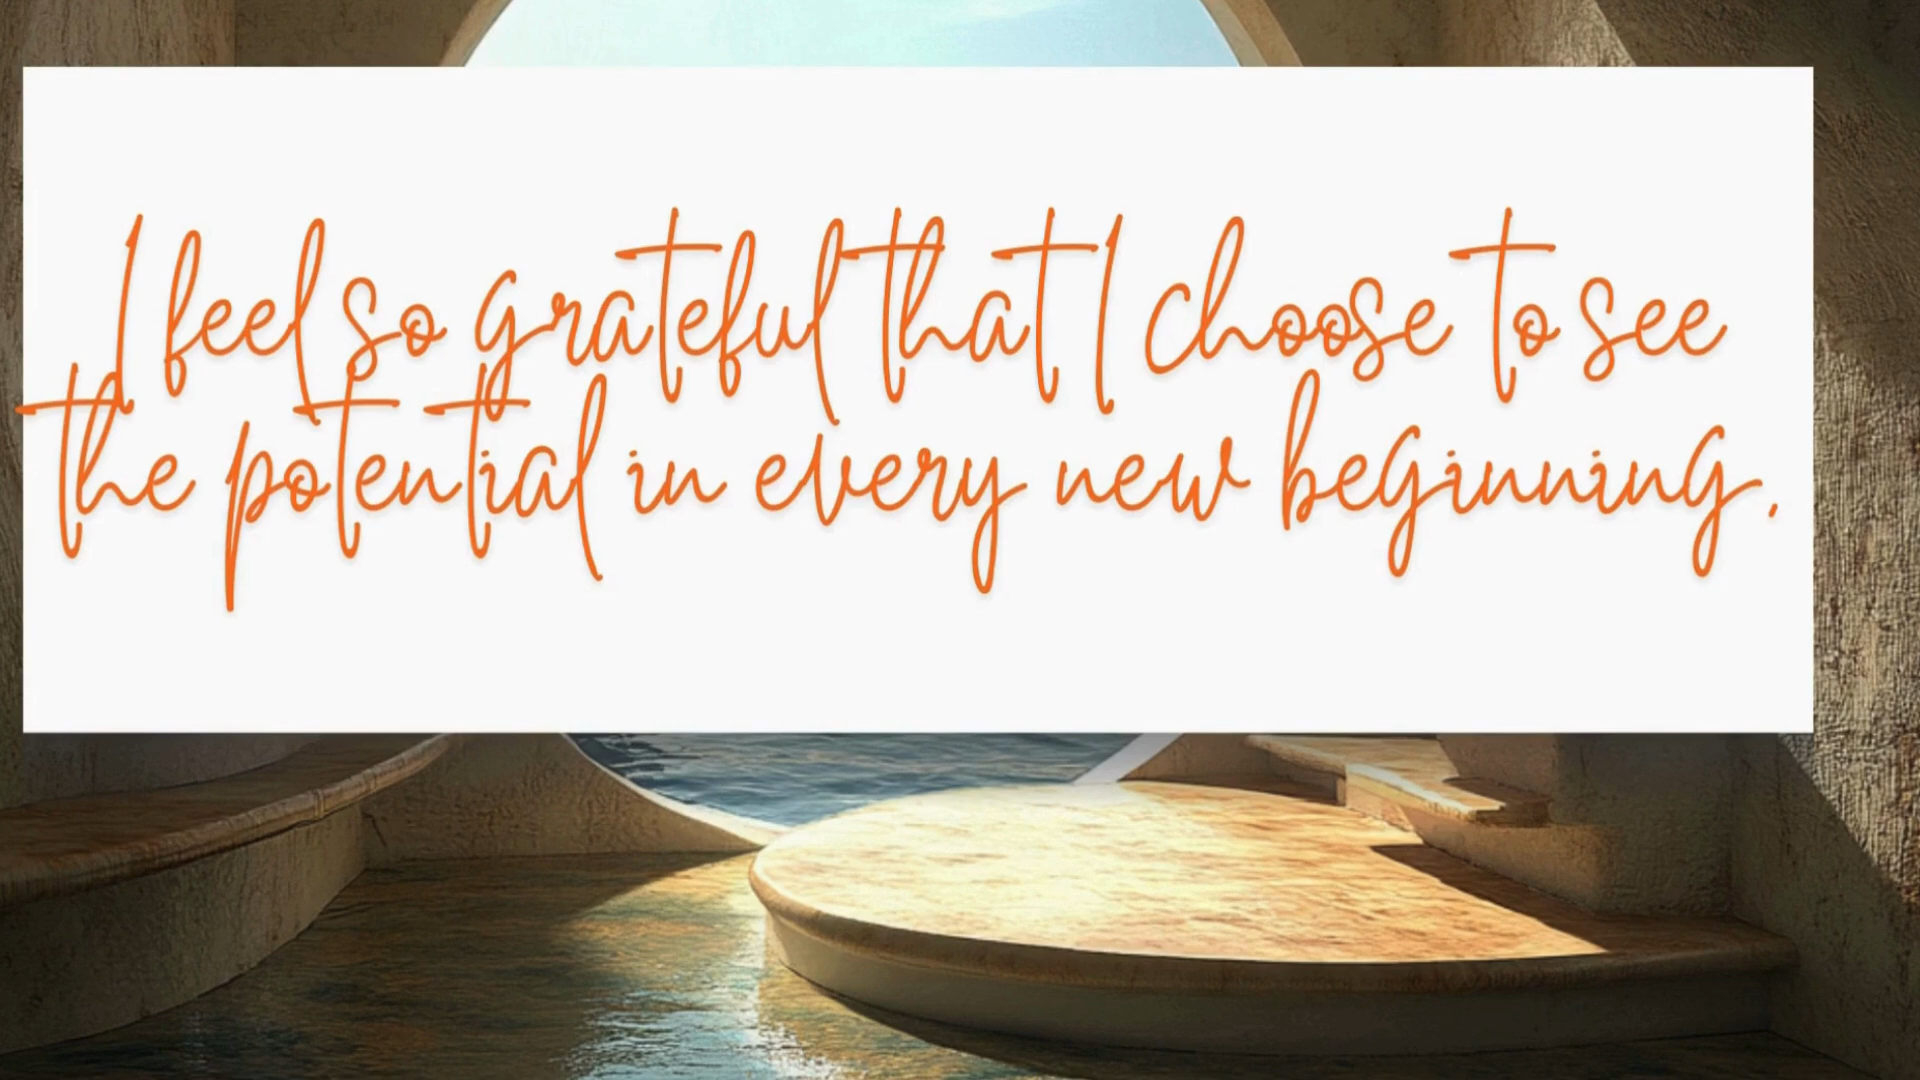 I feel so grateful that I choose to see
the potential in every new beginning.